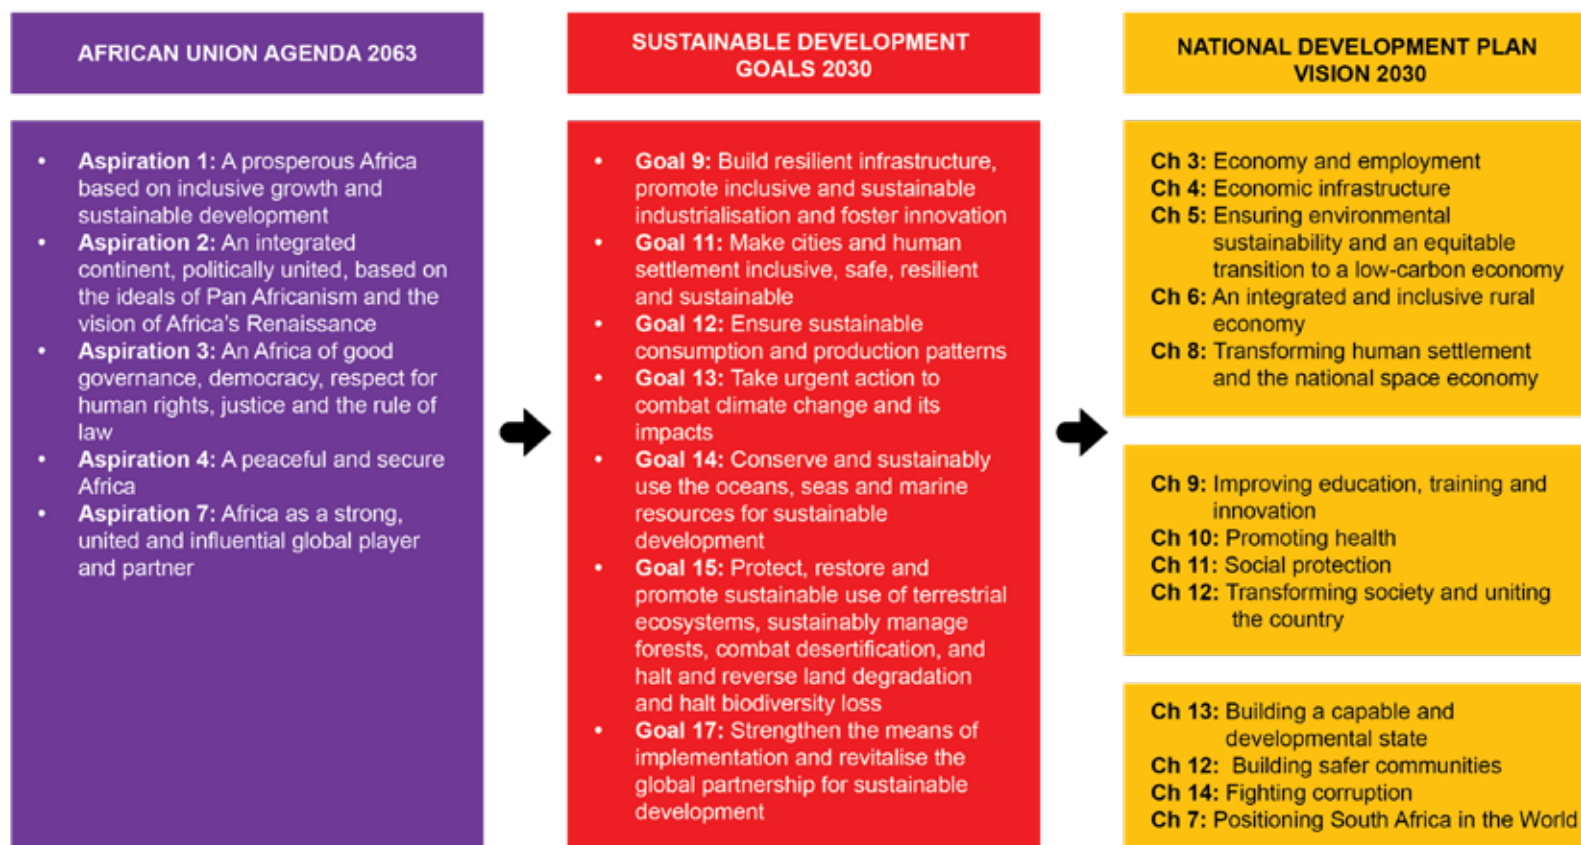 AFRICAN UNION AGENDA 2063
• Aspiration 1: A prosperous Africa
based on inclusive growth and
sustainable development
• Aspiration 2: An integrated
continent, politically united, based on
the ideals of Pan Africanism and the
vision of Africa's Renaissance
• Aspiration 3: An Africa of good
governance, democracy, respect for
human rights, justice and the rule of
law
• Aspiration 4: A peaceful and secure
Africa
• Aspiration 7: Africa as a strong,
united and influential global player
and partner
SUSTAINABLE DEVELOPMENT
GOALS 2030
• Goal 9: Build resilient infrastructure,
promote inclusive and sustainable
industrialisation and foster innovation
• Goal 11: Make cities and human
settlement inclusive, safe, resilient
and sustainable
• Goal 12: Ensure sustainable
consumption and production patterns
• Goal 13: Take urgent action to
combat climate change and its
impacts
• Goal 14: Conserve and sustainably
use the oceans, seas and marine
resources for sustainable
development
• Goal 15: Protect, restore and
promote sustainable use of terrestrial
ecosystems, sustainably manage
forests, combat desertification, and
halt and reverse land degradation
and halt biodiversity loss
• Goal 17: Strengthen the means of
implementation and revitalise the
global partnership for sustainable
development
NATIONAL DEVELOPMENT PLAN
VISION 2030
Ch 3: Economy and employment
Ch 4: Economic infrastructure
Ch 5: Ensuring environmental
sustainability and an equitable
transition to a low-carbon economy
Ch 6: An integrated and inclusive rural
economy
Ch 8: Transforming human settlement
and the national space economy
Ch 9: Improving education, training and
innovation
Ch 10: Promoting health
Ch 11: Social protection
Ch 12: Transforming society and uniting
the country
Ch 13: Building a capable and
developmental state
Ch 12: Building safer communities
Ch 14: Fighting corruption
Ch 7: Positioning South Africa in the World